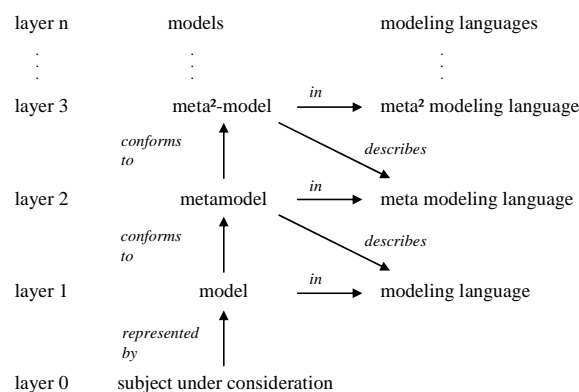 layer n models modeling languages
. . .
. . .
. . .
in
layer 3 meta²-model meta² modeling language
conforms
to
describes
in
layer 2 metamodel meta modeling language
conforms
to
describes
in
layer 1 model modeling language
represented
by
layer 0 subject under consideration